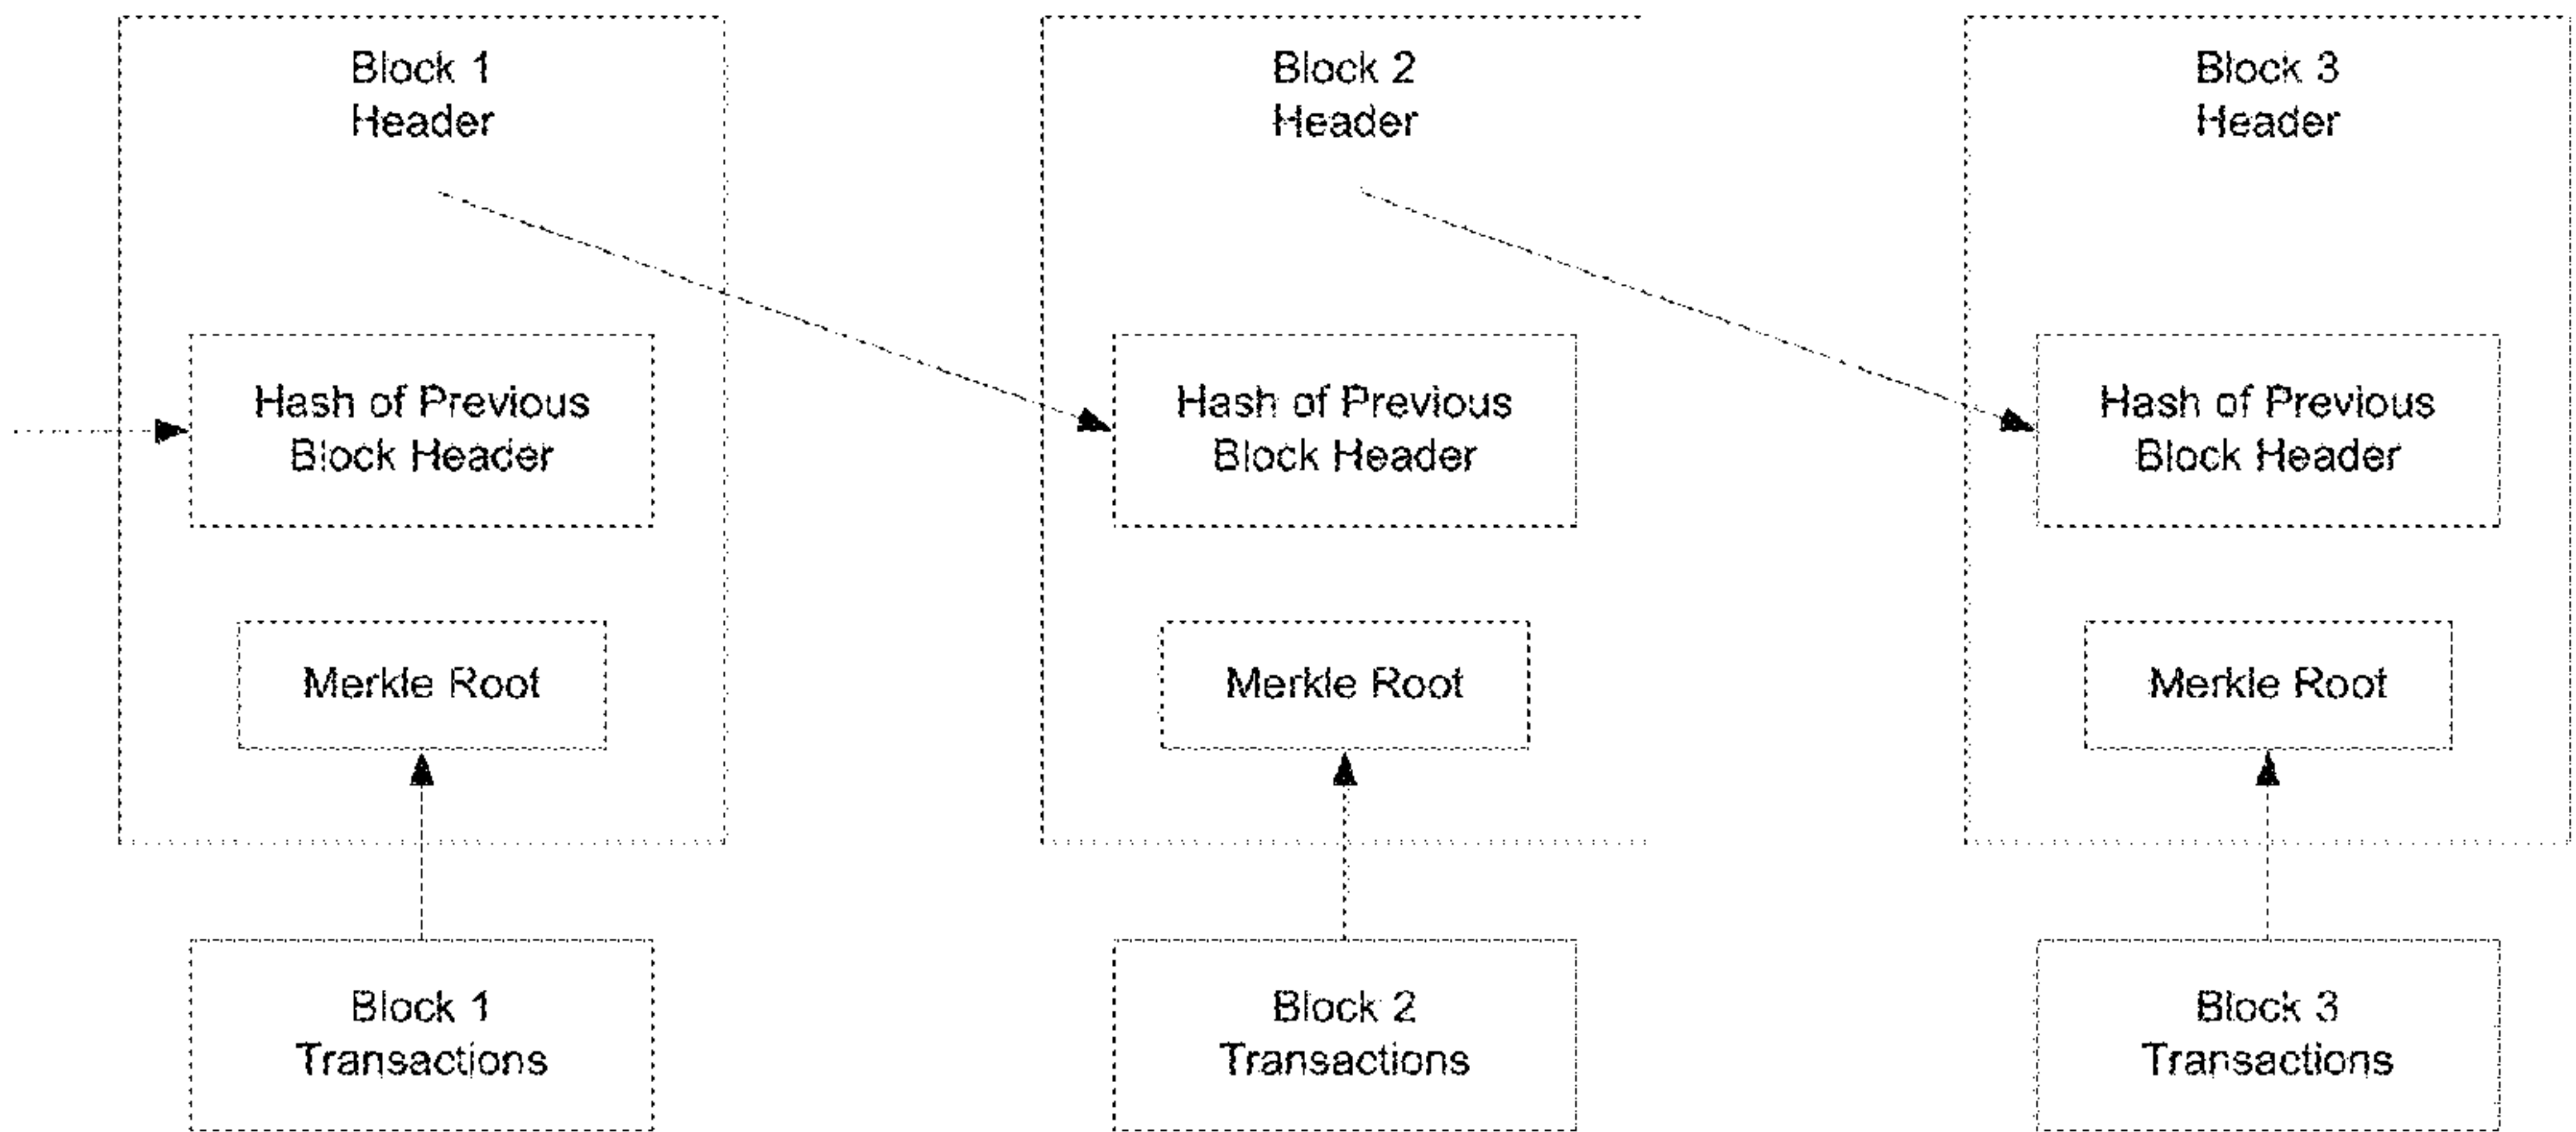 Block 1
Header
Hash of Previous
Block Header
Merkle Root
Block 1
Transactions
Block 2
Header
Hash of Previous
Block Header
Merkle Root
Block 2
Transactions
Block 3
Header
Hash of Previous
Block Header
Merkle Root
Block 3
Transactions